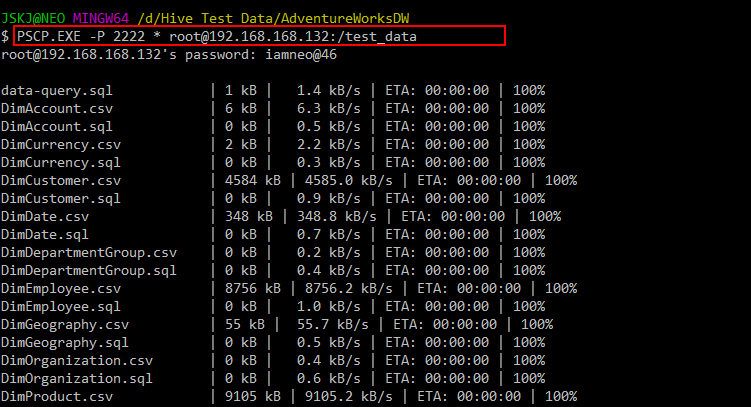 JSKJ@NEO MINGW64 /d/Hive Test Data/AdventureWorksDW
$ PSCP.EXE -P 2222 * root@192.168.168.132:/test_data
root@192.168.168.132's password: iamneo@46
data-query.sql | 1 kB | 1.4 kB/s | ETA: 00:00:00 | 100%
DimAccount.csv | 6 kB | 6.3 kB/s | ETA: 00:00:00 | 100%
DimAccount.sql | 0 kB | 0.5 kB/s | ETA: 00:00:00 | 100%
DimCurrency.csv | 2 kB | 2.2 kB/s | ETA: 00:00:00 | 100%
DimCurrency.sql | 0 kB | 0.3 kB/s | ETA: 00:00:00 | 100%
DimCustomer.csv | 4584 kB | 4585.0 kB/s | ETA: 00:00:00 | 100%
DimCustomer.sql | 0 kB | 0.9 kB/s | ETA: 00:00:00 | 100%
DimDate.csv | 348 kB | 348.8 kB/s | ETA: 00:00:00 | 100%
DimDate.sql | 0 kB | 0.7 kB/s | ETA: 00:00:00 | 100%
DimDepartmentGroup.csv | 0 kB | 0.2 kB/s | ETA: 00:00:00 | 100%
DimDepartmentGroup.sql | 0 kB | 0.4 kB/s | ETA: 00:00:00 | 100%
DimEmployee.csv | 8756 kB | 8756.2 kB/s | ETA: 00:00:00 | 100%
DimEmployee.sql | 0 kB | 1.0 kB/s | ETA: 00:00:00 | 100%
DimGeography.csv | 55 kB | 55.7 kB/s | ETA: 00:00:00 | 100%
DimGeography.sql | 0 kB | 0.5 kB/s | ETA: 00:00:00 | 100%
DimOrganization.csv | 0 kB | 0.4 kB/s | ETA: 00:00:00 | 100%
DimOrganization.sql | 0 kB | 0.6 kB/s | ETA: 00:00:00 | 100%
DimProduct.csv | 9105 kB | 9105.2 kB/s | ETA: 00:00:00 | 100%